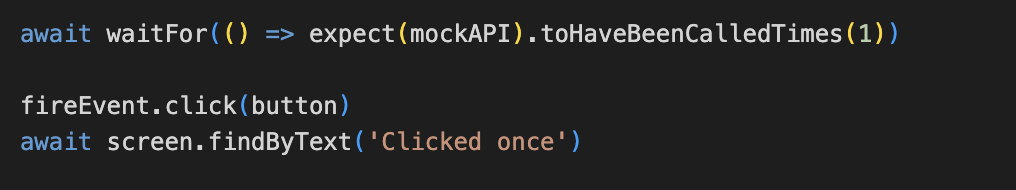 await waitFor(() => expect(mockAPI).toHaveBeenCalledTimes(1))
fireEvent.click(button)
await screen.findByText('Clicked once')